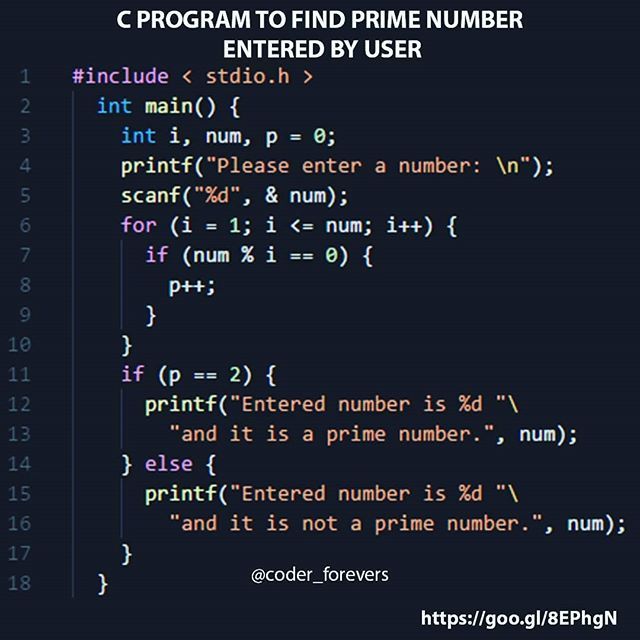 C PROGRAM TO FIND PRIME NUMBER
ENTERED BY USER
1 #include < stdio.h >
2 int main() {
3 int i, num, p = 0;
4 printf("Please enter a number: \n");
5 scanf("%d", & num);
6 for (i = 1; i <= num; i++) {
7 if (num % i == 0) {
8 p++;
9 }
10 }
11 if (p == 2) {
12 printf("Entered number is %d "\
13 "and it is a prime number.", num);
14 } else {
15 printf("Entered number is %d "\
16 "and it is not a prime number.", num);
17 }
18 }
@coder_forevers
https://goo.gl/8EPhgN